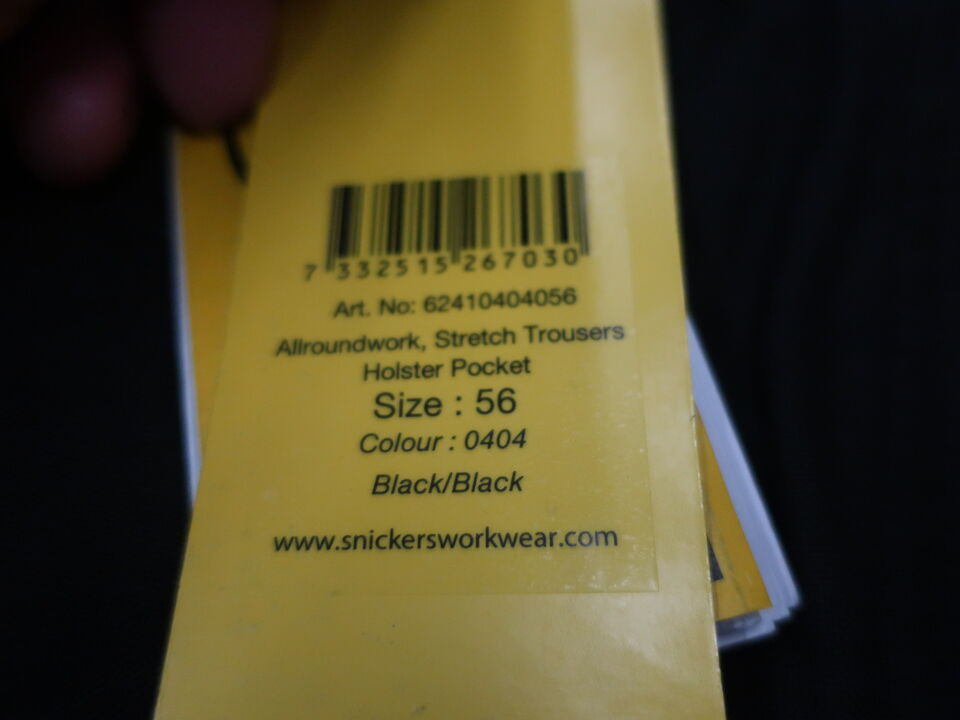 7 332515 267030
Art. No: 62410404056
Allroundwork, Stretch Trousers
Holster Pocket
Size : 56
Colour : 0404
Black/Black
www.snickersworkwear.com